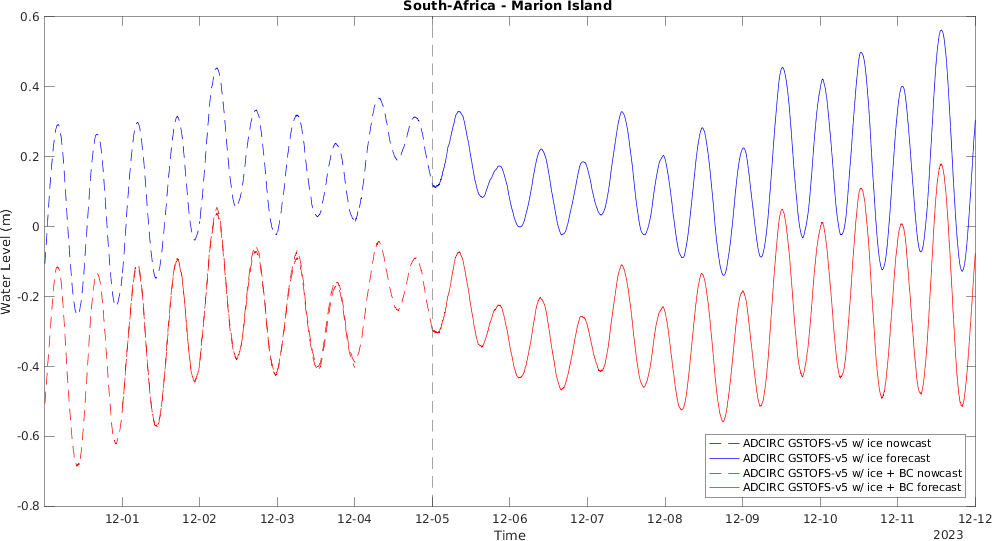 South-Africa - Marion Island
0.6
0.4
0.2
0
-0.2
-0.4
-0.6
-0.8
Water Level (m)
ADCIRC GSTOFS-v5 w/ ice nowcast
ADCIRC GSTOFS-v5 w/ ice forecast
ADCIRC GSTOFS-v5 w/ ice + BC nowcast
ADCIRC GSTOFS-v5 w/ ice + BC forecast
12-01 12-02 12-03 12-04 12-05 12-06 12-07 12-08 12-09 12-10 12-11 12-12
Time
2023